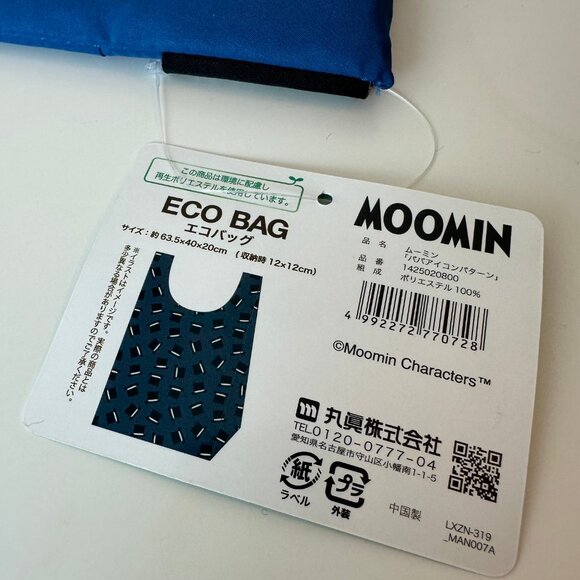 この商品は環境に配慮し
再生ポリエステルを使用しています。
ECO BAG
エコバッグ
サイズ：約 63.5×40×20cm （収納時 12×12cm）
※イラストはイメージです。実際の商品とは
多少異なる場合がありますのでご了承ください。
MOOMIN
品名 ムーミン
「パパアイコンパターン」
品番 1425020800
組成 ポリエステル 100%
4 992272 770728
©Moomin Characters™
m 丸眞株式会社
TEL0120-0777-04
愛知県名古屋市守山区小幡南1-1-5
紙
ラベル
プラ
外装
中国製
LXZN-319
_MAN007A